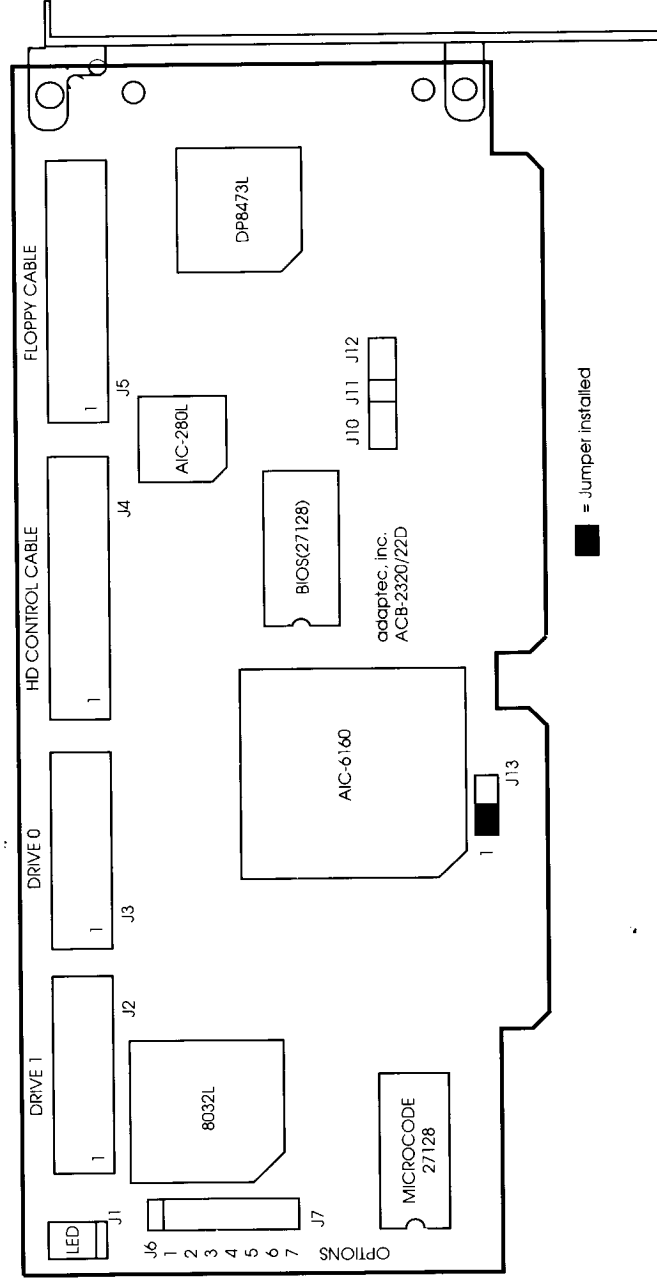 DRIVE 1
DRIVE 0
HD CONTROL CABLE
FLOPPY CABLE
LED
J1
1
J2
1
J3
1
J4
1
J5
J6
1
2
3
4
5
6
7
J7
OPTIONS
8032L
AIC-280L
DP8473L
MICROCODE
27128
AIC-6160
BIOS(27128)
adaptec, inc.
ACB-2320/22D
J10
J11
J12
1
J13
= Jumper installed